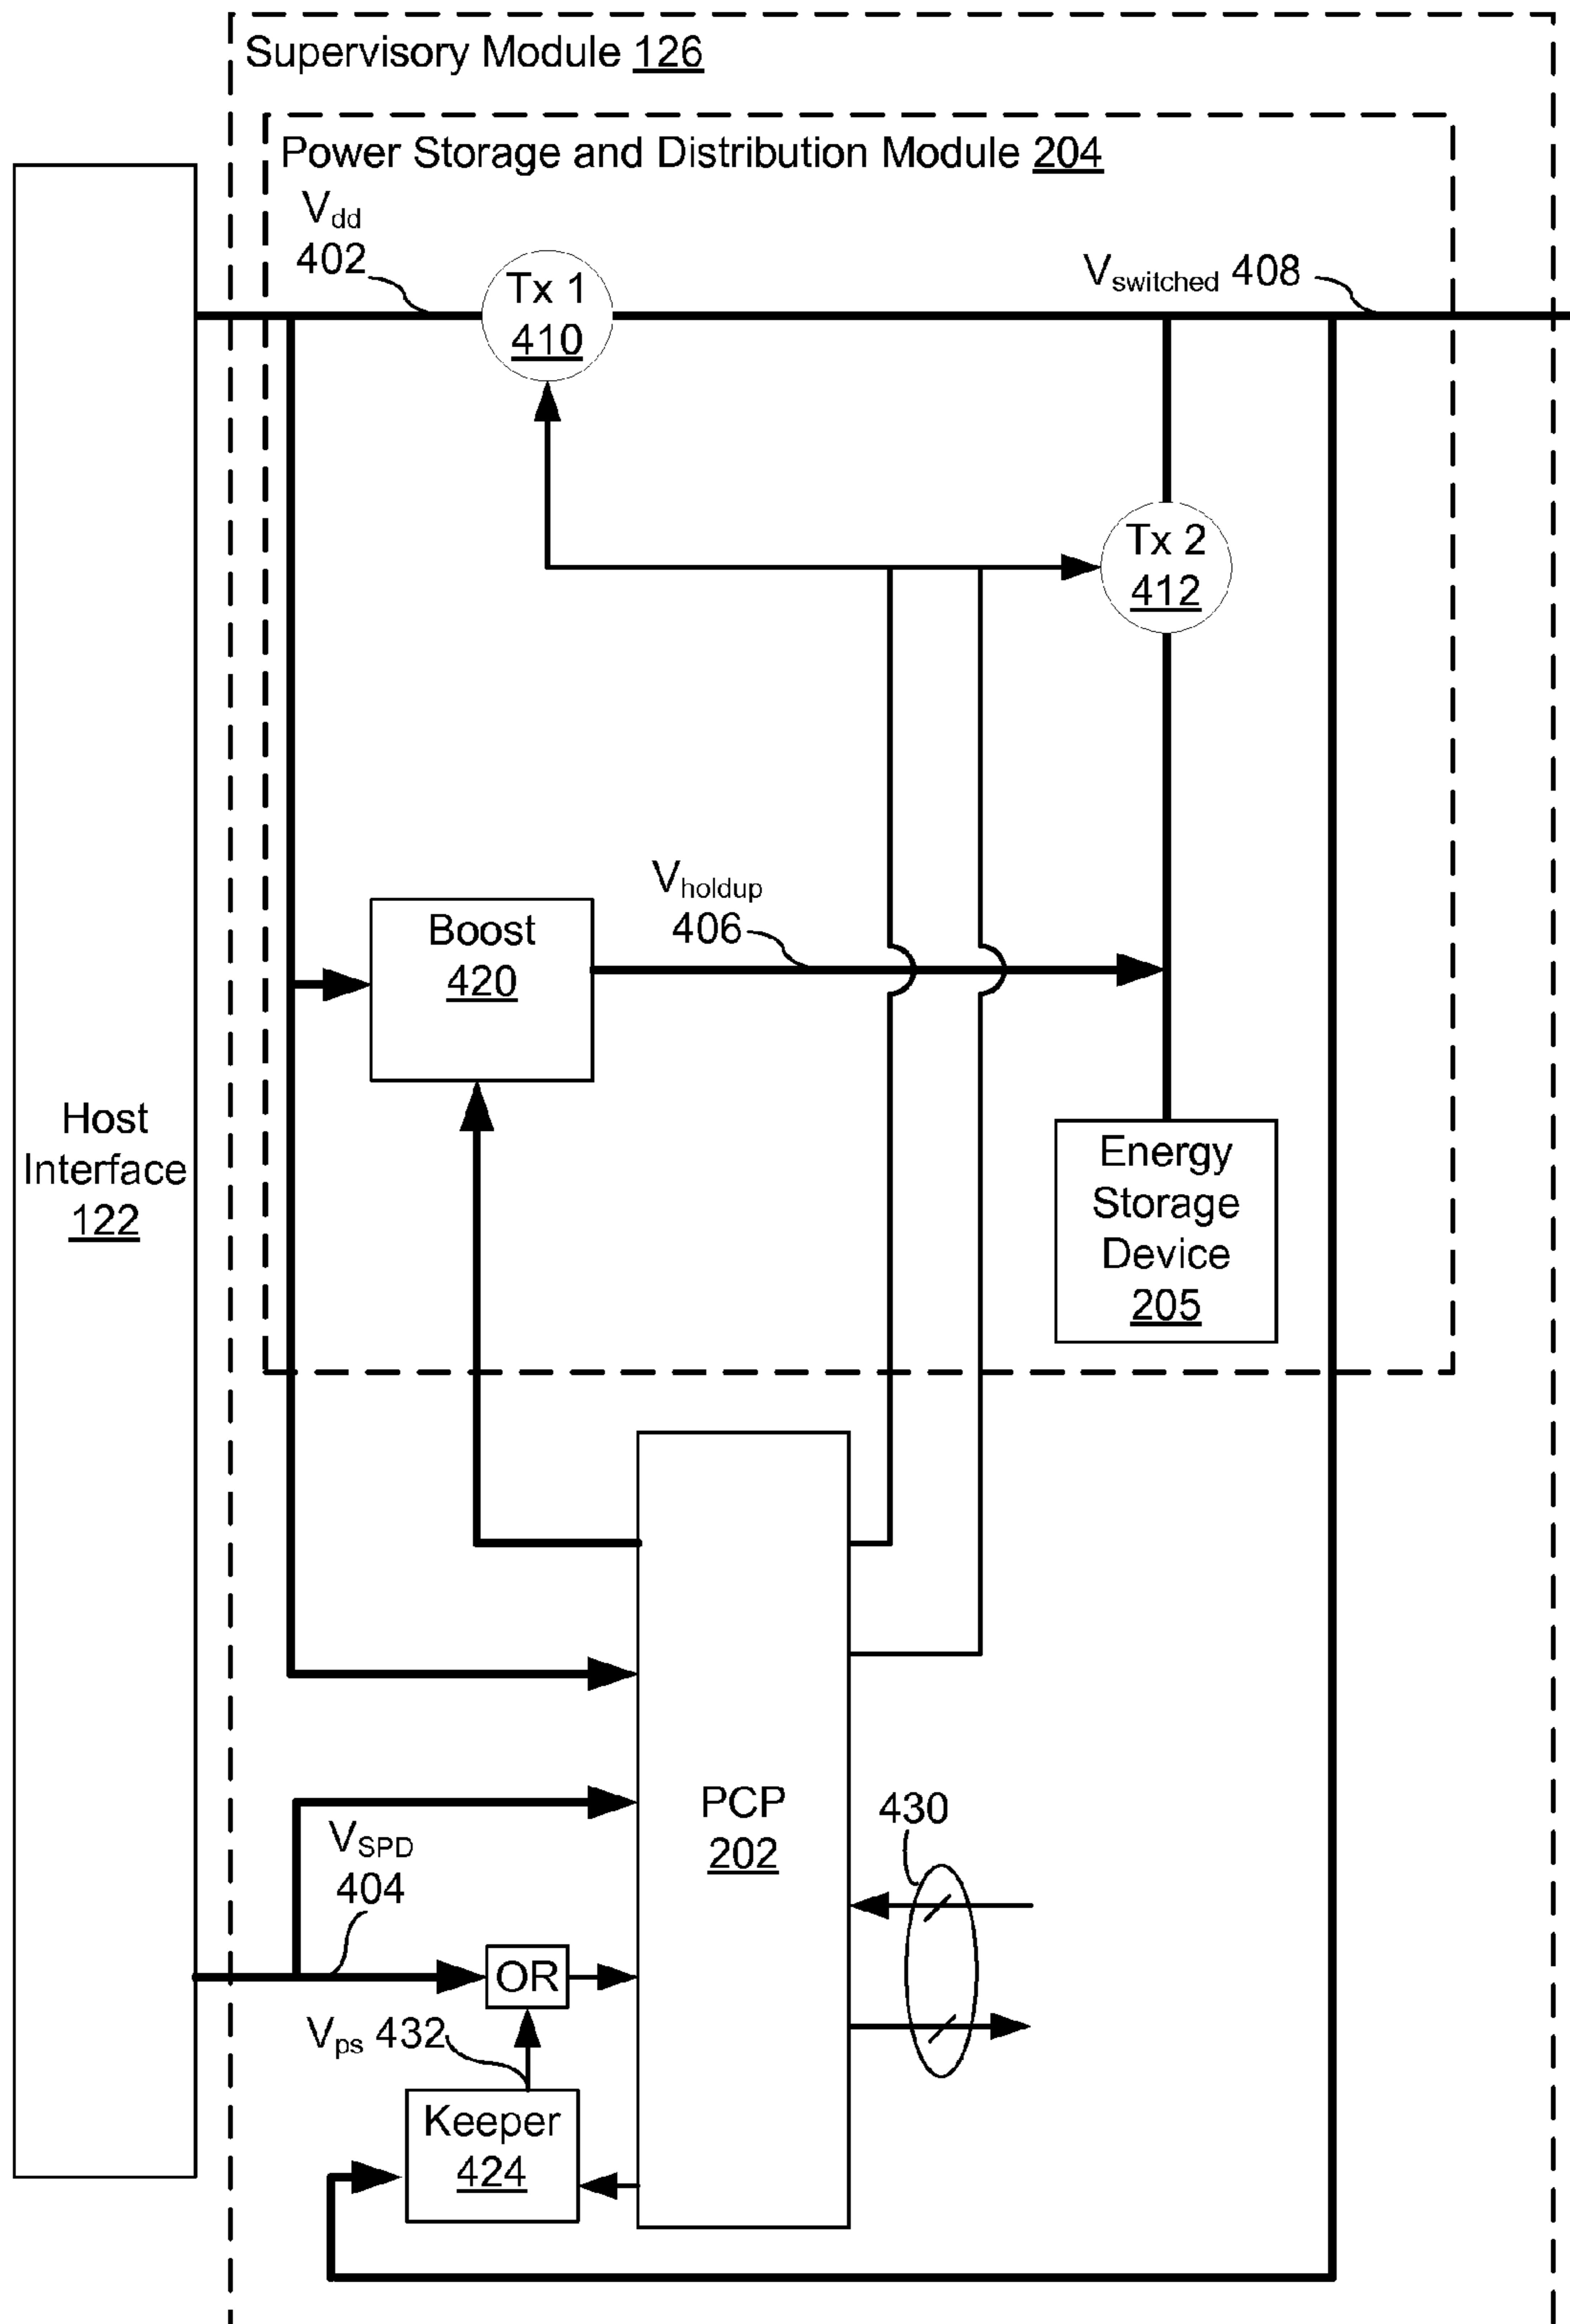 Supervisory Module 126
Power Storage and Distribution Module 204
Vdd
402
Tx 1
410
Vswitched 408
Tx 2
412
Vholdup
406
Boost
420
Host
Interface
122
Energy
Storage
Device
205
PCP
202
430
VSPD
404
OR
Vps 432
Keeper
424